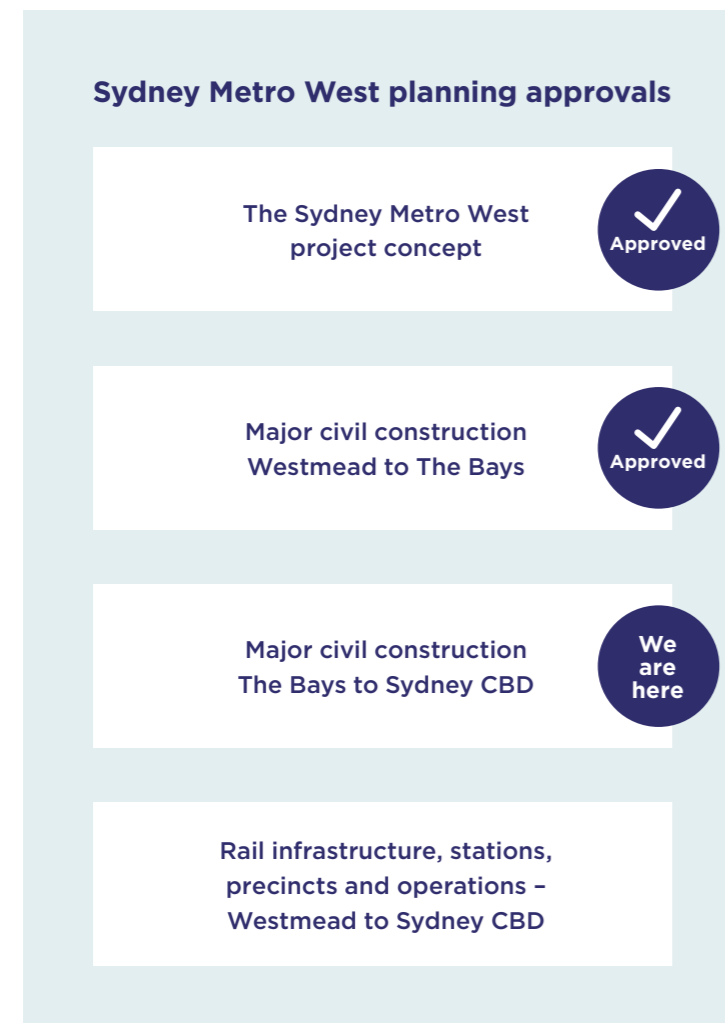 Sydney Metro West planning approvals
The Sydney Metro West
project concept
Approved
Major civil construction
Westmead to The Bays
Approved
Major civil construction
The Bays to Sydney CBD
We
are
here
Rail infrastructure, stations,
precincts and operations –
Westmead to Sydney CBD